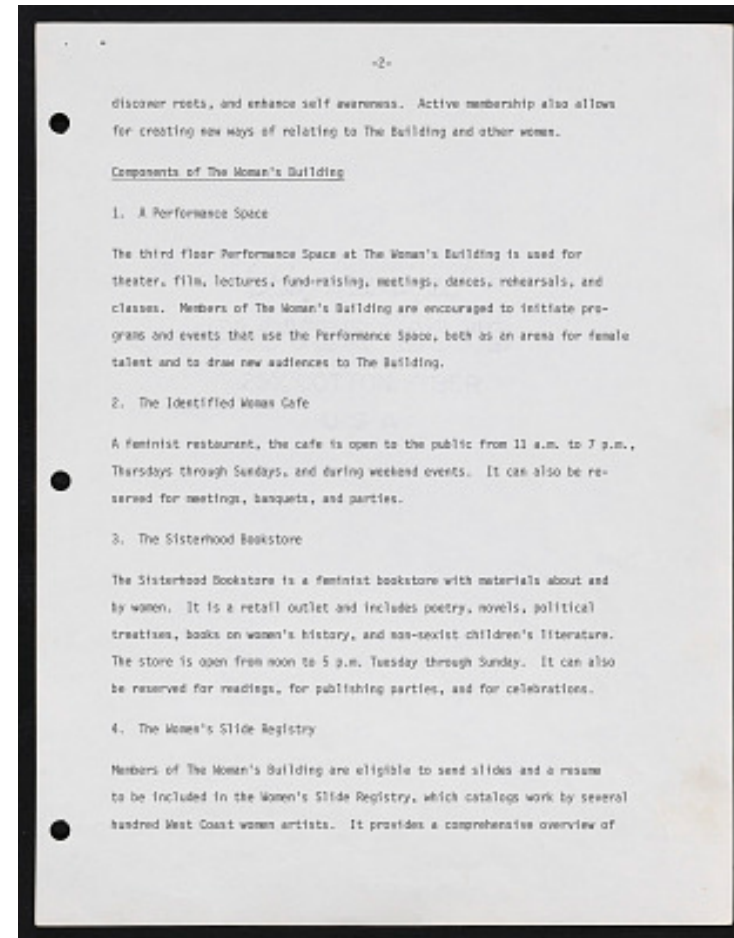 -2-
discover roots, and enhance self awareness.  Active membership also allows
for creating new ways of relating to The Building and other women.
Components of The Woman's Building
1.  A Performance Space
The third floor Performance Space at The Woman's Building is used for
theater, film, lectures, fund-raising, meetings, dances, rehearsals, and
classes.  Members of The Woman's Building are encouraged to initiate pro-
grams and events that use the Performance Space, both as an arena for female
talent and to draw new audiences to The Building.
2.  The Identified Woman Cafe
A feminist restaurant, the cafe is open to the public from 11 a.m. to 7 p.m.,
Thursdays through Sundays, and during weekend events.  It can also be re-
served for meetings, banquets, and parties.
3.  The Sisterhood Bookstore
The Sisterhood Bookstore is a feminist bookstore with materials about and
by women.  It is a retail outlet and includes poetry, novels, political
treatises, books on women's history, and non-sexist children's literature.
The store is open from noon to 5 p.m. Tuesday through Sunday.  It can also
be reserved for readings, for publishing parties, and for celebrations.
4.  The Women's Slide Registry
Members of The Woman's Building are eligible to send slides and a resume
to be included in the Women's Slide Registry, which catalogs work by several
hundred West Coast women artists.  It provides a comprehensive overview of